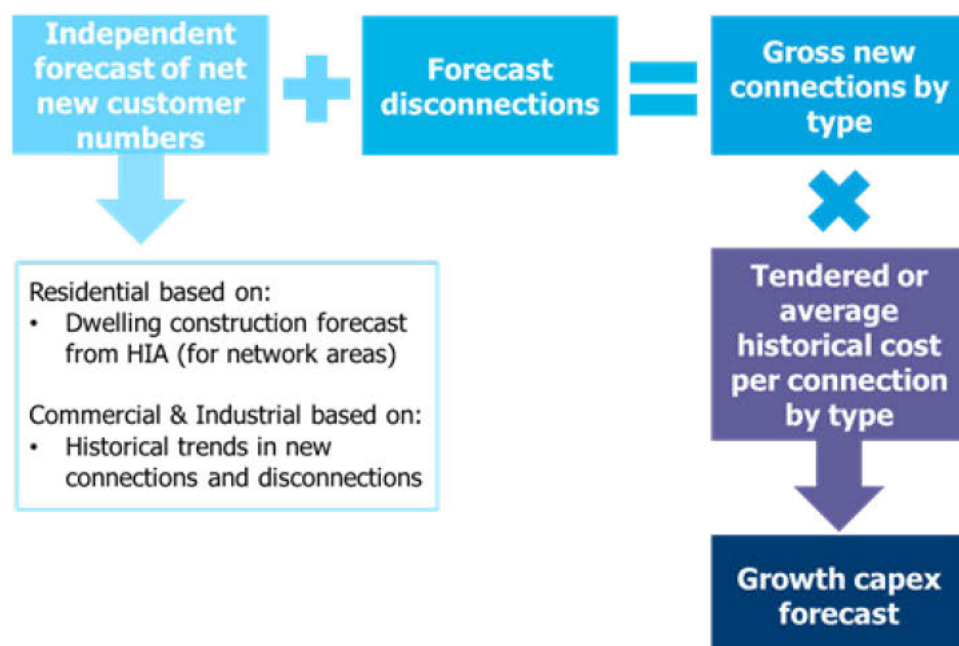 Independent
forecast of net
new customer
numbers
Forecast
disconnections
Gross new
connections by
type
Residential based on:
• Dwelling construction forecast
from HIA (for network areas)
Commercial & Industrial based on:
• Historical trends in new
connections and disconnections
Tendered or
average
historical cost
per connection
by type
Growth capex
forecast